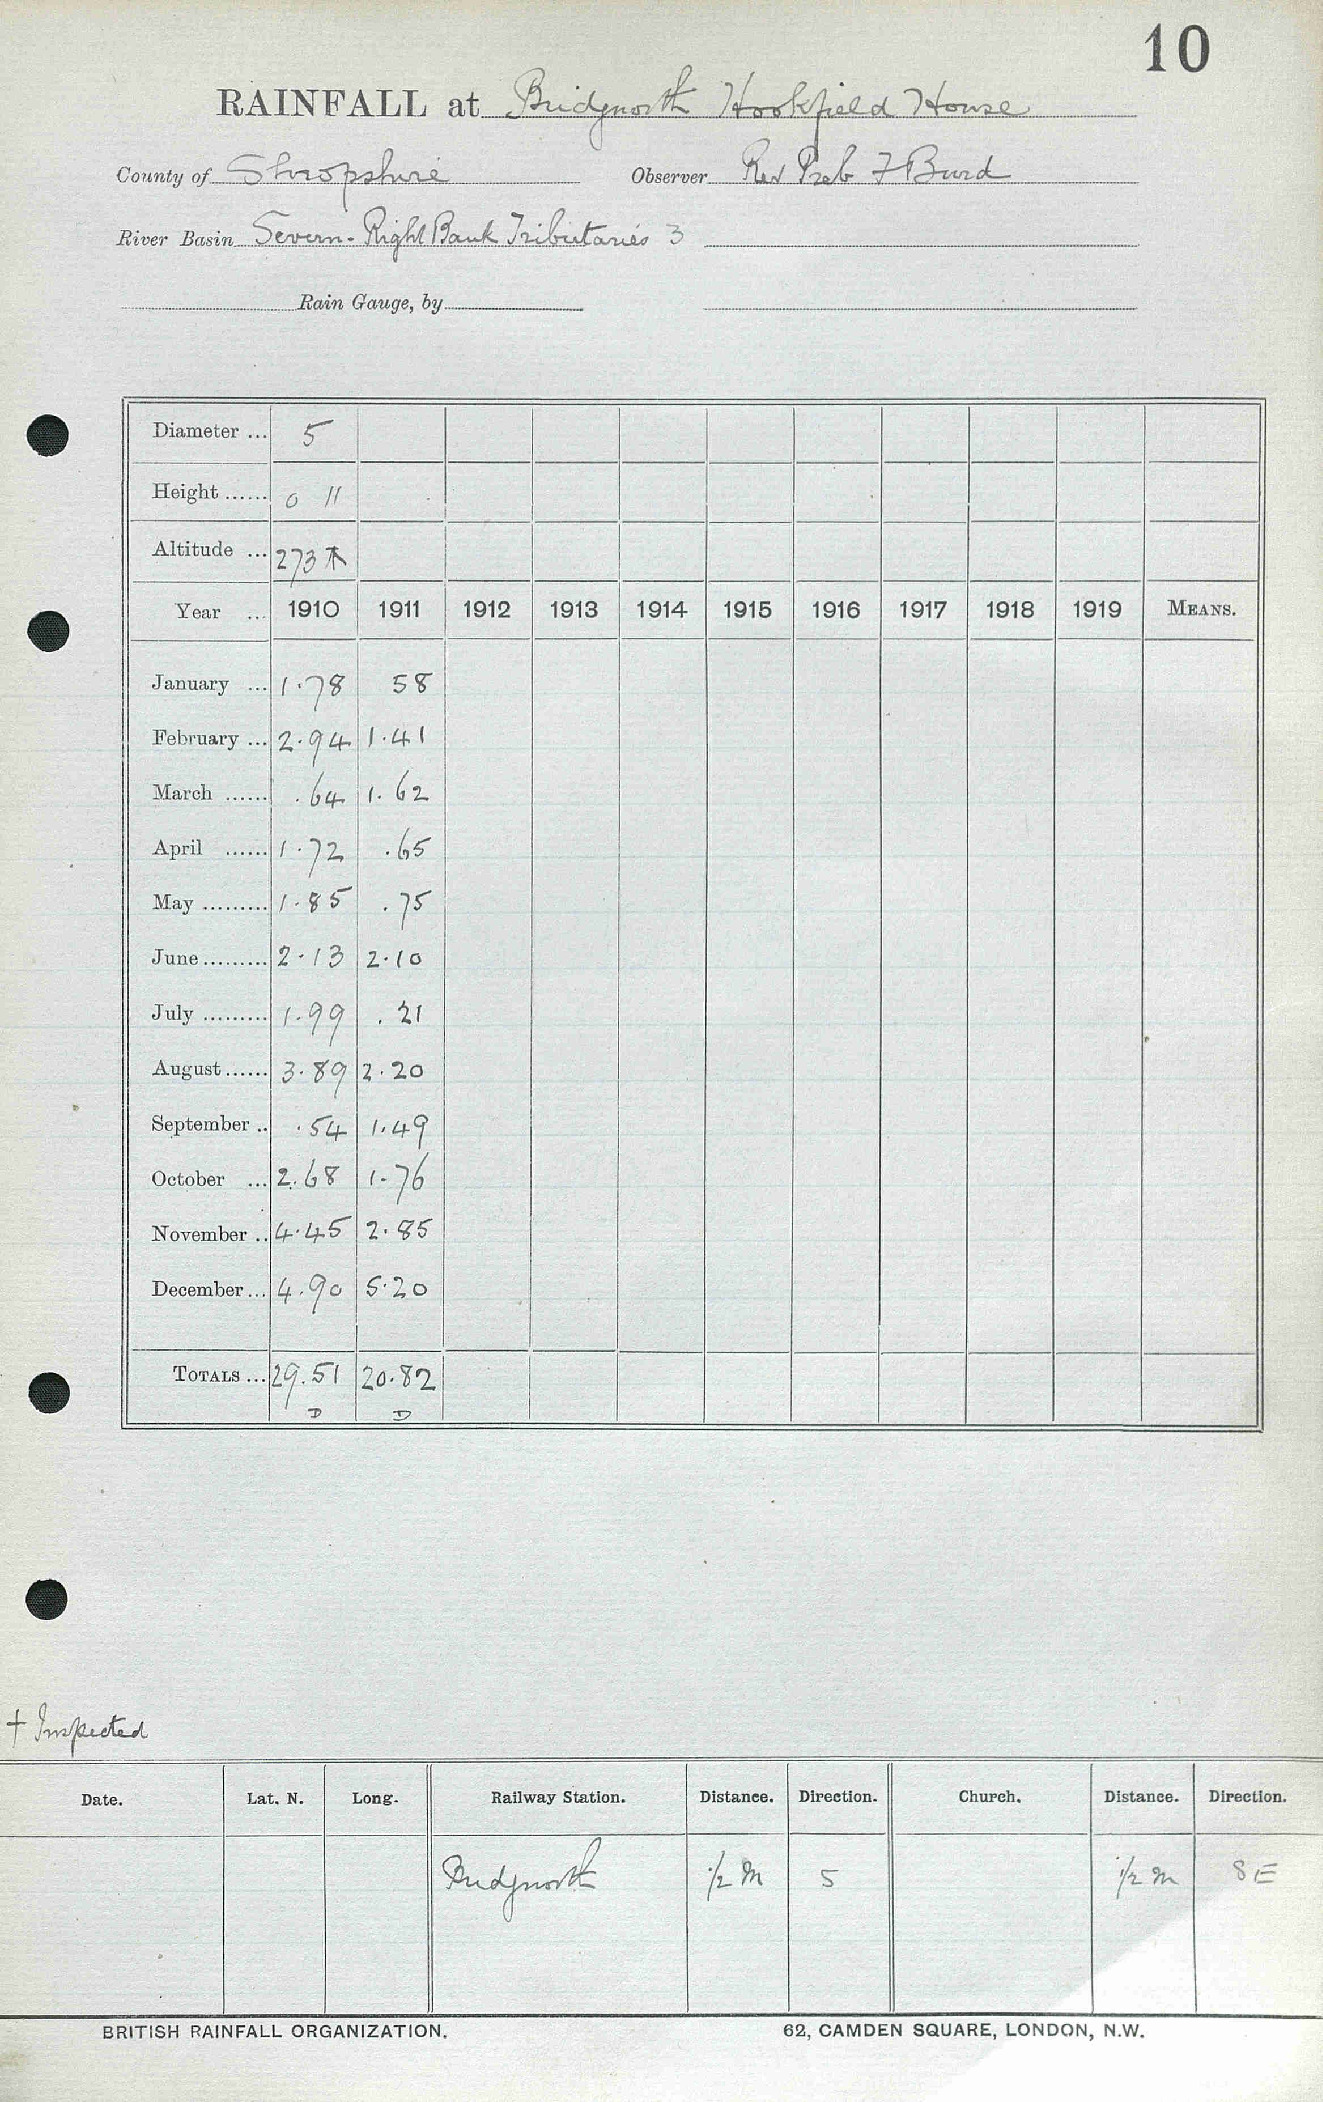 10
RAINFALL at Bridgnorth Hookfield House
County of Shropshire Observer Rev Preb F Burd
River Basin Severn - Right Bank Tributaries 3
Rain Gauge, by
Diameter ... 5
Height ...... 0 11
Altitude ... 273
Year ... 1910 1911 1912 1913 1914 1915 1916 1917 1918 1919 MEANS.
January ... 1.78 58
February ... 2.94 1.41
March ...... .64 1.62
April ...... 1.72 .65
May ......... 1.85 .75
June ......... 2.13 2.10
July ......... 1.99 .21
August ...... 3.89 2.20
September .. .54 1.49
October ... 2.68 1.76
November .. 4.45 2.85
December ... 4.90 5.20
TOTALS ... 29.51 20.82
D D
† Inspected
Date. Lat. N. Long. Railway Station. Distance. Direction. Church. Distance. Direction.
Bridgnorth 1/2 m S 1/2 m SE
BRITISH RAINFALL ORGANIZATION. 62, CAMDEN SQUARE, LONDON, N.W.